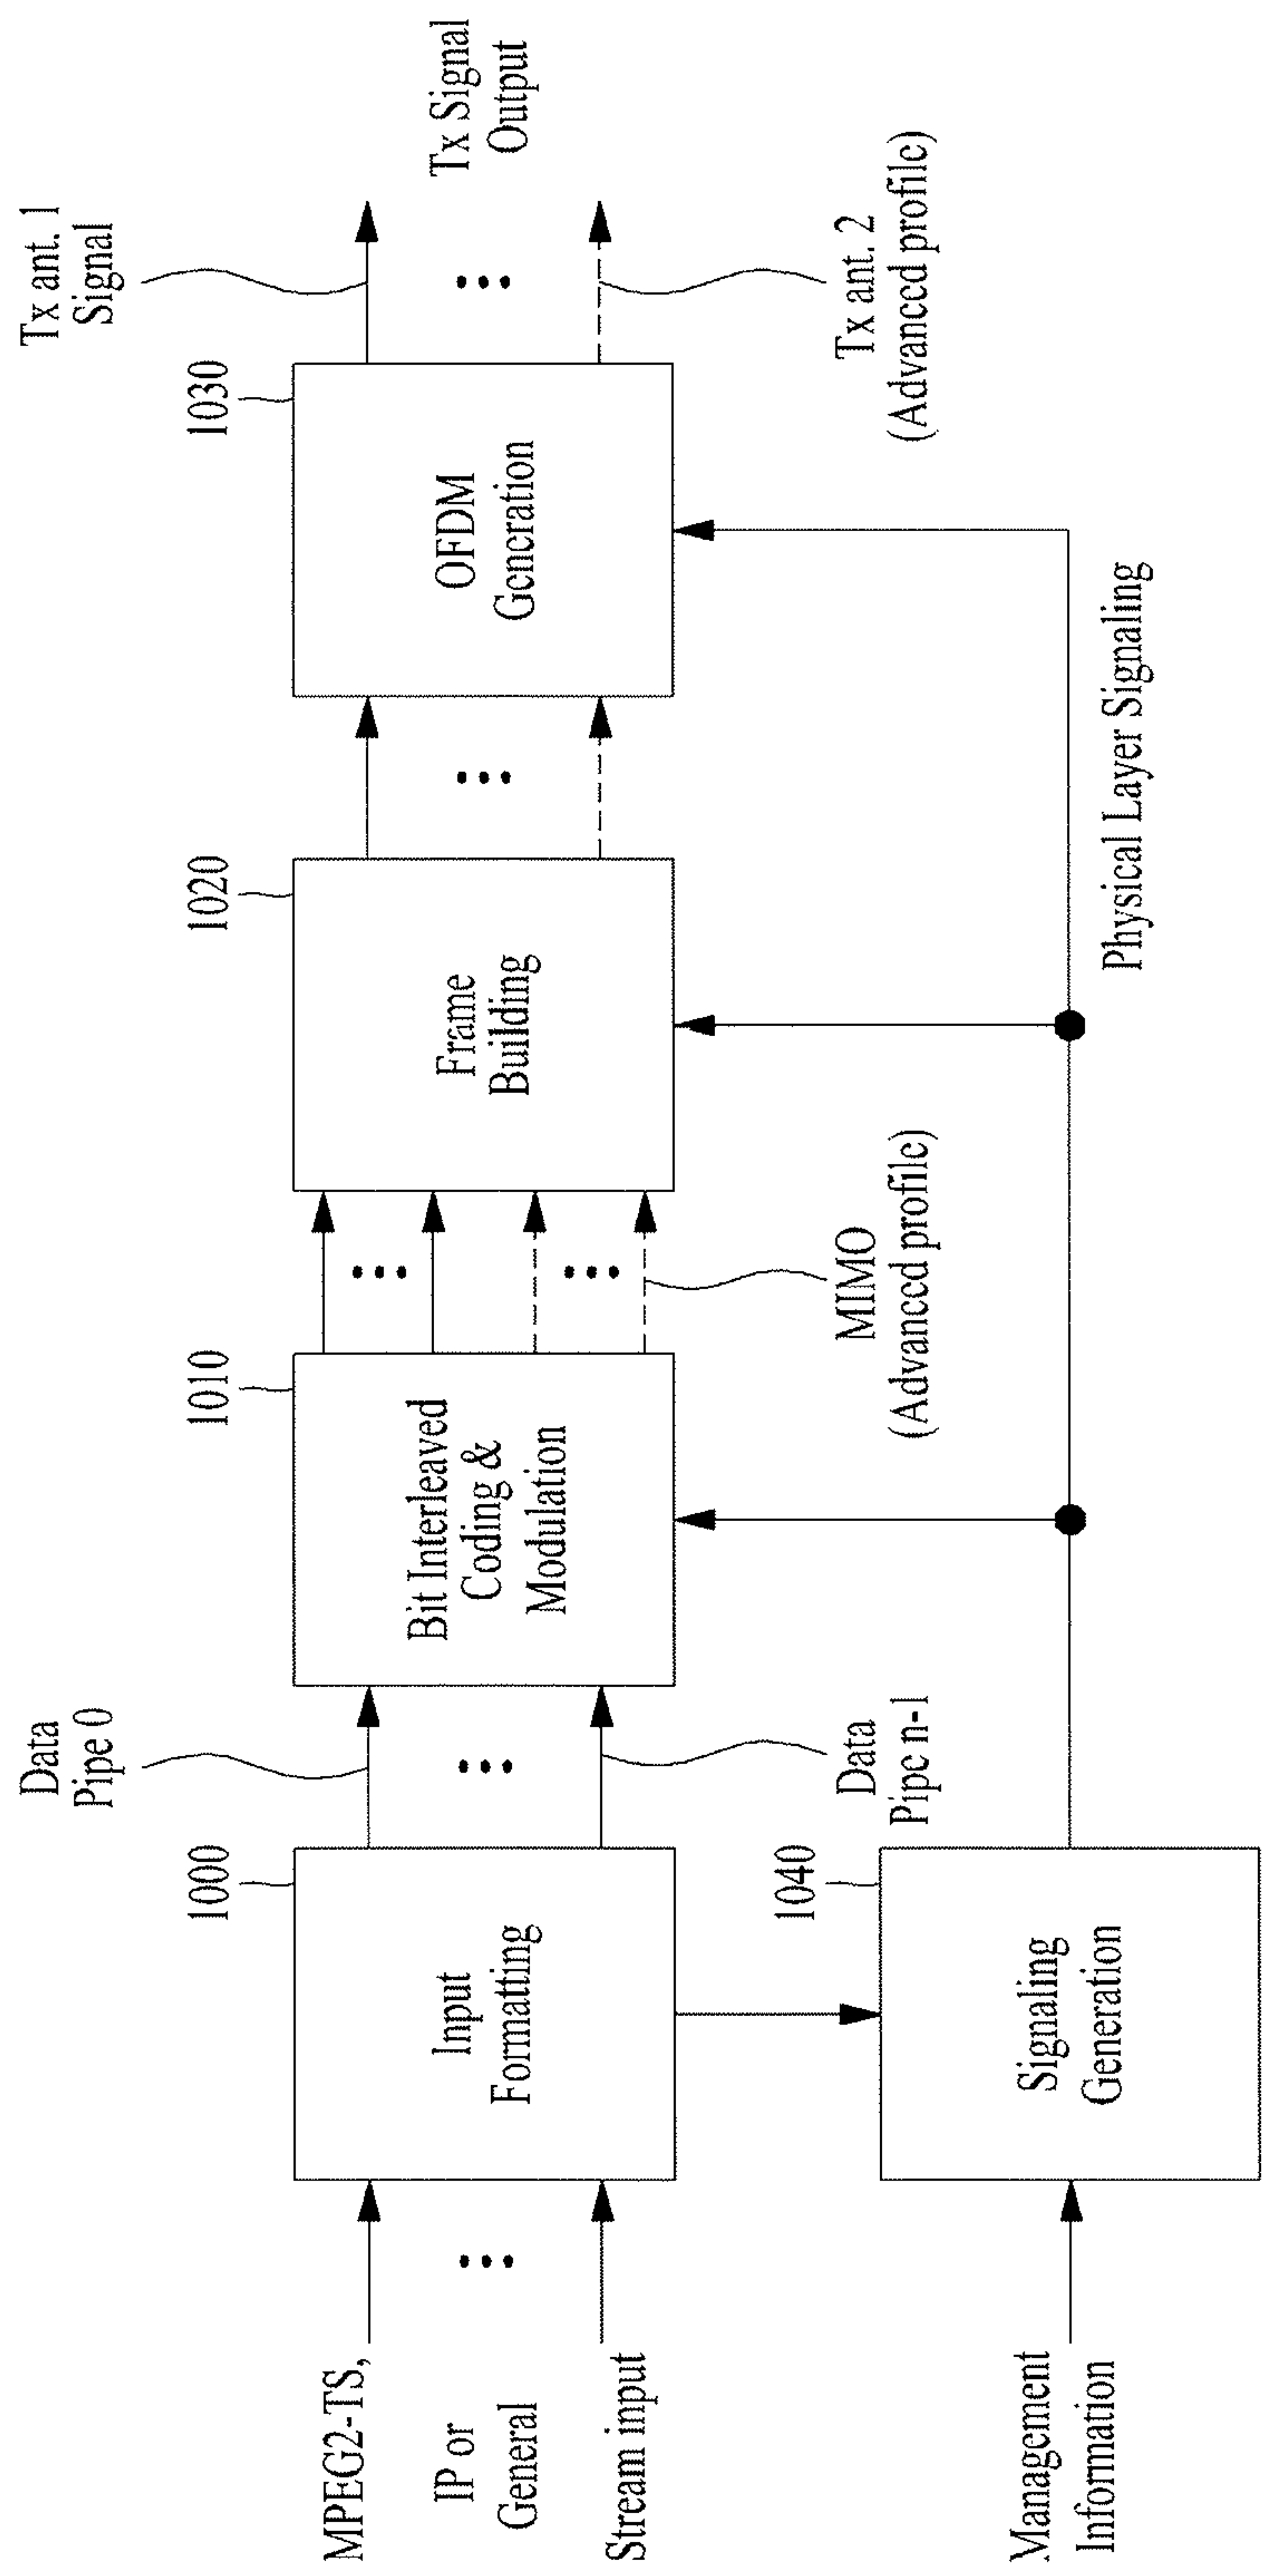 MPEG2-TS,
IP or
General
Stream input
1000
Input
Formatting
Data
Pipe 0
Data
Pipe n-1
1010
Bit Interleaved
Coding &
Modulation
MIMO
(Advanced profile)
1020
Frame
Building
1030
OFDM
Generation
Tx ant. 1
Signal
Tx Signal
Output
Tx ant. 2
(Advanced profile)
Management
Information
1040
Signaling
Generation
Physical Layer Signaling